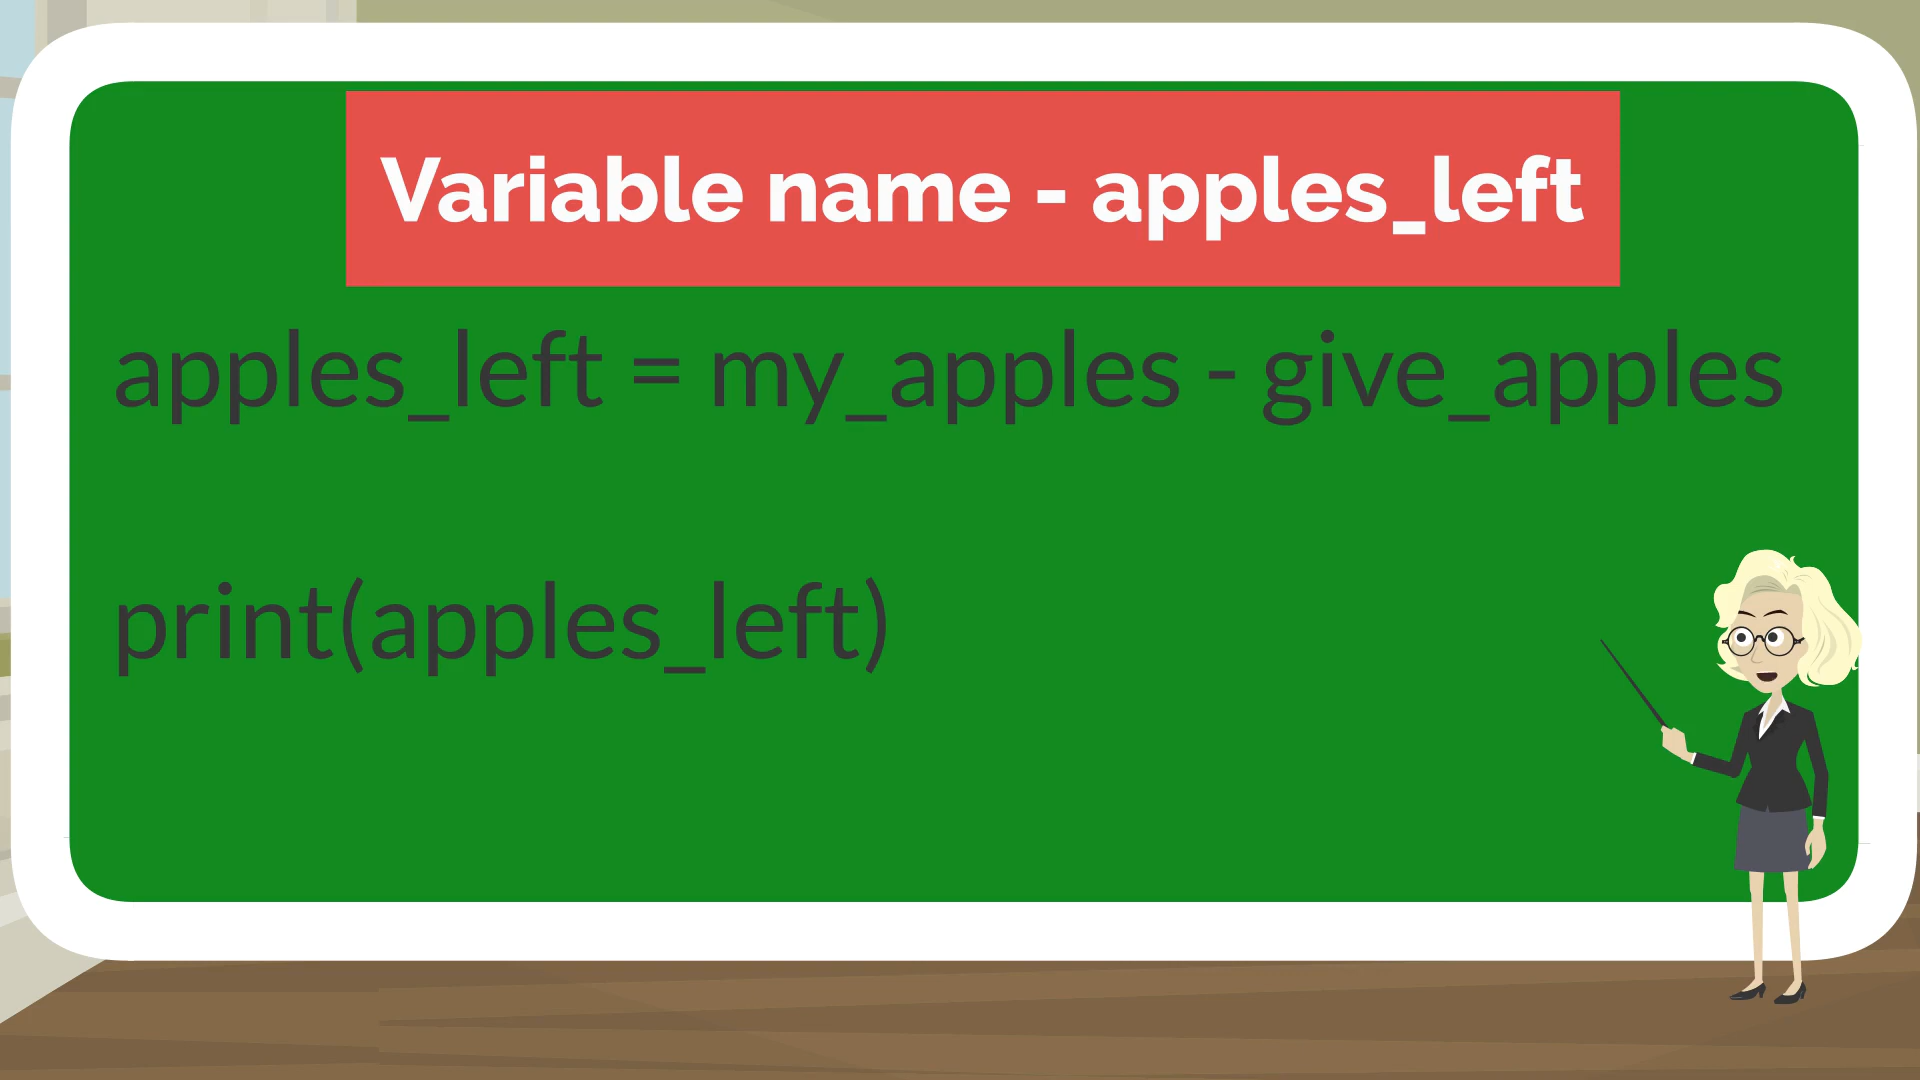 Variable name - apples_left
apples_left = my_apples - give_apples
print(apples_left)